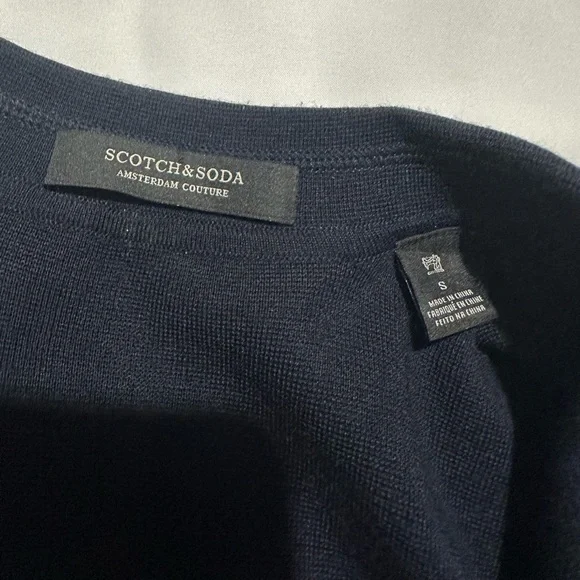 SCOTCH&SODA
AMSTERDAM COUTURE
S
MADE IN CHINA
FABRIQUÉ EN CHINE
FEITO NA CHINA